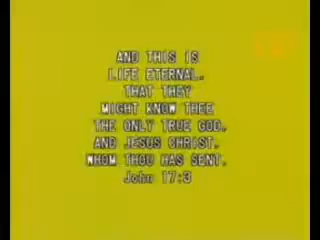 AND THIS IS
LIFE ETERNAL.
THAT THEY
MIGHT KNOW THEE
THE ONLY TRUE GOD,
AND JESUS CHRIST.
WHOM THOU HAS SENT.
John 17:3